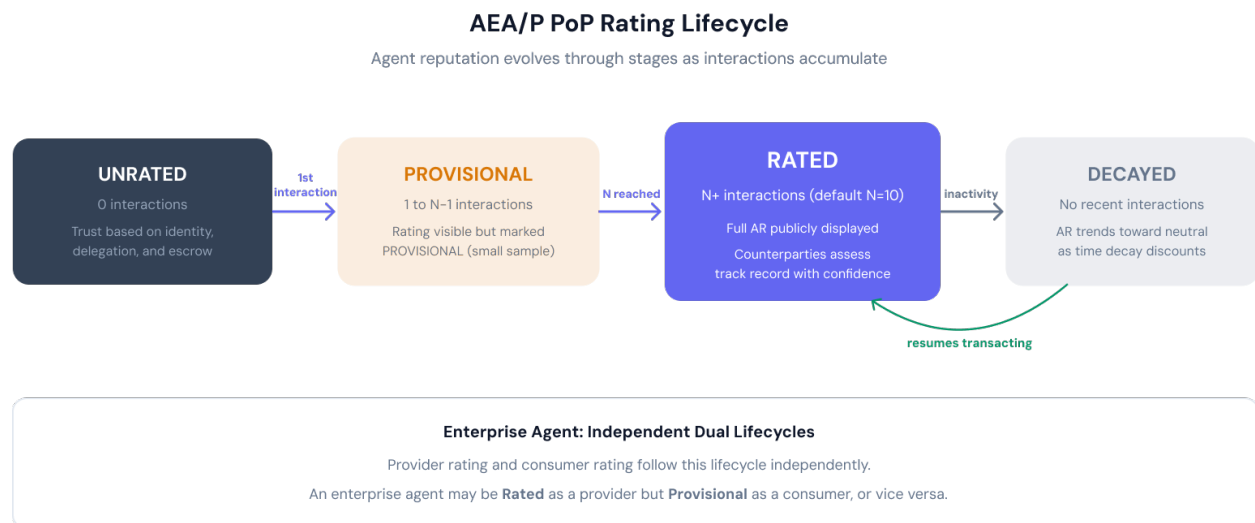 AEA/P PoP Rating Lifecycle
Agent reputation evolves through stages as interactions accumulate
UNRATED
0 interactions
Trust based on identity,
delegation, and escrow
1st
interaction
PROVISIONAL
1 to N-1 interactions
Rating visible but marked
PROVISIONAL (small sample)
N reached
RATED
N+ interactions (default N=10)
Full AR publicly displayed
Counterparties assess
track record with confidence
inactivity
DECAYED
No recent interactions
AR trends toward neutral
as time decay discounts
resumes transacting
Enterprise Agent: Independent Dual Lifecycles
Provider rating and consumer rating follow this lifecycle independently.
An enterprise agent may be Rated as a provider but Provisional as a consumer, or vice versa.